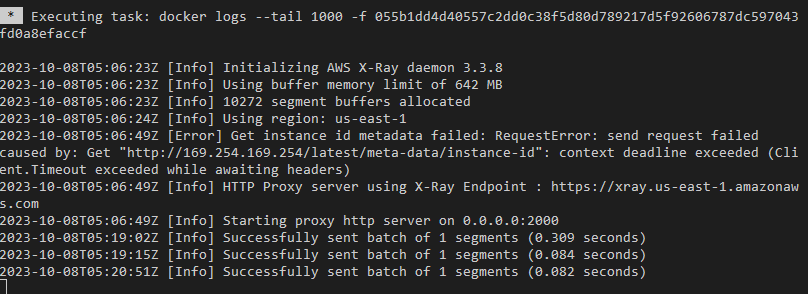 * Executing task: docker logs --tail 1000 -f 055b1dd4d40557c2dd0c38f5d80d789217d5f92606787dc597043
fd0a8efaccf
2023-10-08T05:06:23Z [Info] Initializing AWS X-Ray daemon 3.3.8
2023-10-08T05:06:23Z [Info] Using buffer memory limit of 642 MB
2023-10-08T05:06:23Z [Info] 10272 segment buffers allocated
2023-10-08T05:06:24Z [Info] Using region: us-east-1
2023-10-08T05:06:49Z [Error] Get instance id metadata failed: RequestError: send request failed
caused by: Get "http://169.254.169.254/latest/meta-data/instance-id": context deadline exceeded (Cli
ent.Timeout exceeded while awaiting headers)
2023-10-08T05:06:49Z [Info] HTTP Proxy server using X-Ray Endpoint : https://xray.us-east-1.amazonaw
s.com
2023-10-08T05:06:49Z [Info] Starting proxy http server on 0.0.0.0:2000
2023-10-08T05:19:02Z [Info] Successfully sent batch of 1 segments (0.309 seconds)
2023-10-08T05:19:15Z [Info] Successfully sent batch of 1 segments (0.084 seconds)
2023-10-08T05:20:51Z [Info] Successfully sent batch of 1 segments (0.082 seconds)